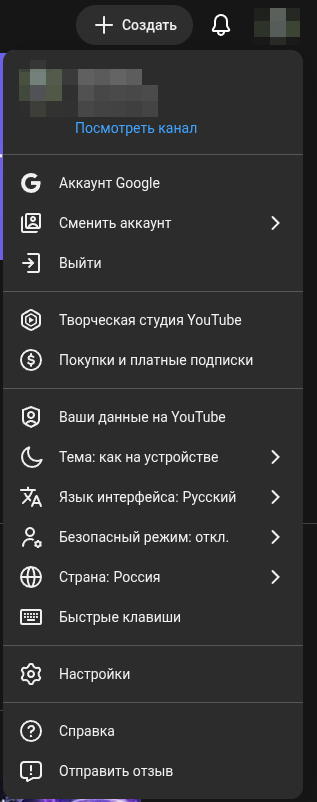 Создать
Посмотреть канал
Аккаунт Google
Сменить аккаунт
Выйти
Творческая студия YouTube
Покупки и платные подписки
Ваши данные на YouTube
Тема: как на устройстве
Язык интерфейса: Русский
Безопасный режим: откл.
Страна: Россия
Быстрые клавиши
Настройки
Справка
Отправить отзыв